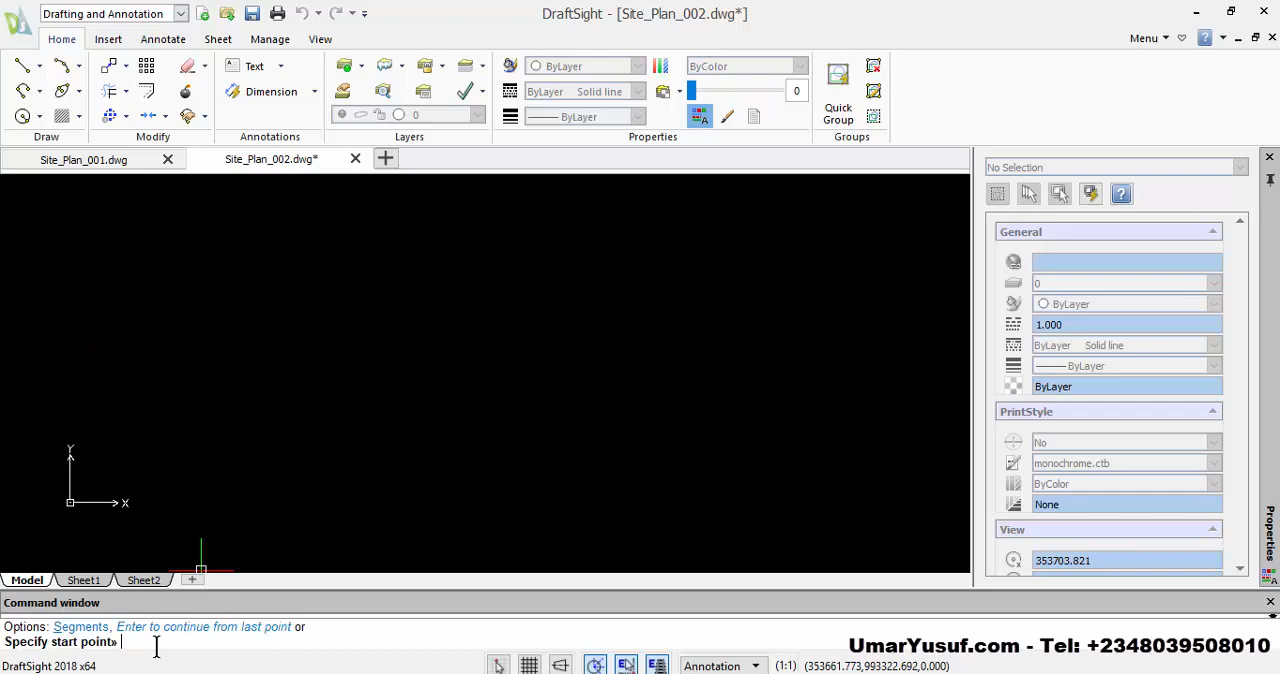 Drafting and Annotation
DraftSight - [Site_Plan_002.dwg*]
Home Insert Annotate Sheet Manage View
Menu
Text
ByLayer
ByColor
Dimension
ByLayer Solid line
0
0
ByLayer
Quick
Group
Draw Modify Annotations Layers Properties Groups
Site_Plan_001.dwg Site_Plan_002.dwg*
No Selection
General
0
ByLayer
1.000
ByLayer Solid line
ByLayer
ByLayer
PrintStyle
No
monochrome.ctb
ByColor
None
View
353703.821
Properties
Y
X
Model Sheet1 Sheet2
Command window
Options: Segments, Enter to continue from last point or
Specify start point»
UmarYusuf.com - Tel: +2348039508010
DraftSight 2018 x64
Annotation (1:1) (353661.773,993322.692,0.000)